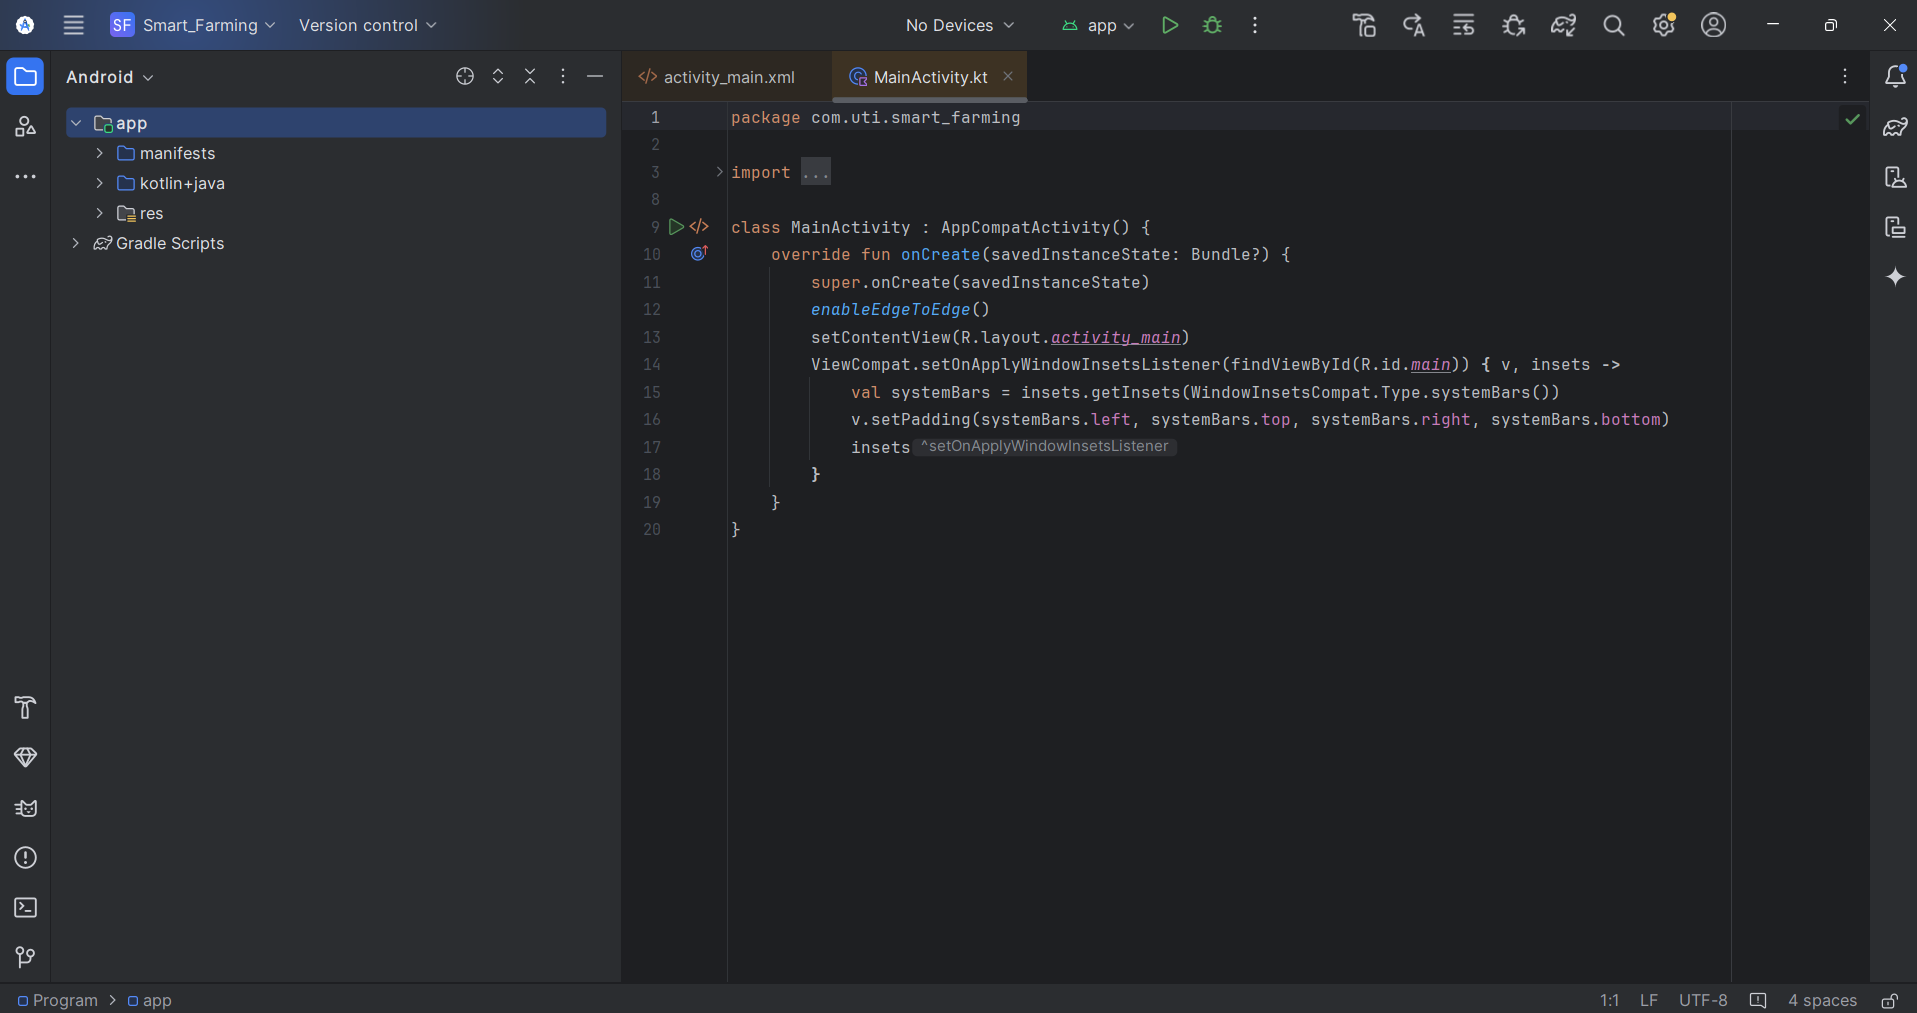 SF Smart_Farming Version control No Devices app
Android
activity_main.xml MainActivity.kt
app
manifests
kotlin+java
res
Gradle Scripts
1 package com.uti.smart_farming
2
3 import ...
8
9 class MainActivity : AppCompatActivity() {
10 override fun onCreate(savedInstanceState: Bundle?) {
11 super.onCreate(savedInstanceState)
12 enableEdgeToEdge()
13 setContentView(R.layout.activity_main)
14 ViewCompat.setOnApplyWindowInsetsListener(findViewById(R.id.main)) { v, insets ->
15 val systemBars = insets.getInsets(WindowInsetsCompat.Type.systemBars())
16 v.setPadding(systemBars.left, systemBars.top, systemBars.right, systemBars.bottom)
17 insets ^setOnApplyWindowInsetsListener
18 }
19 }
20 }
Program > app 1:1 LF UTF-8 4 spaces